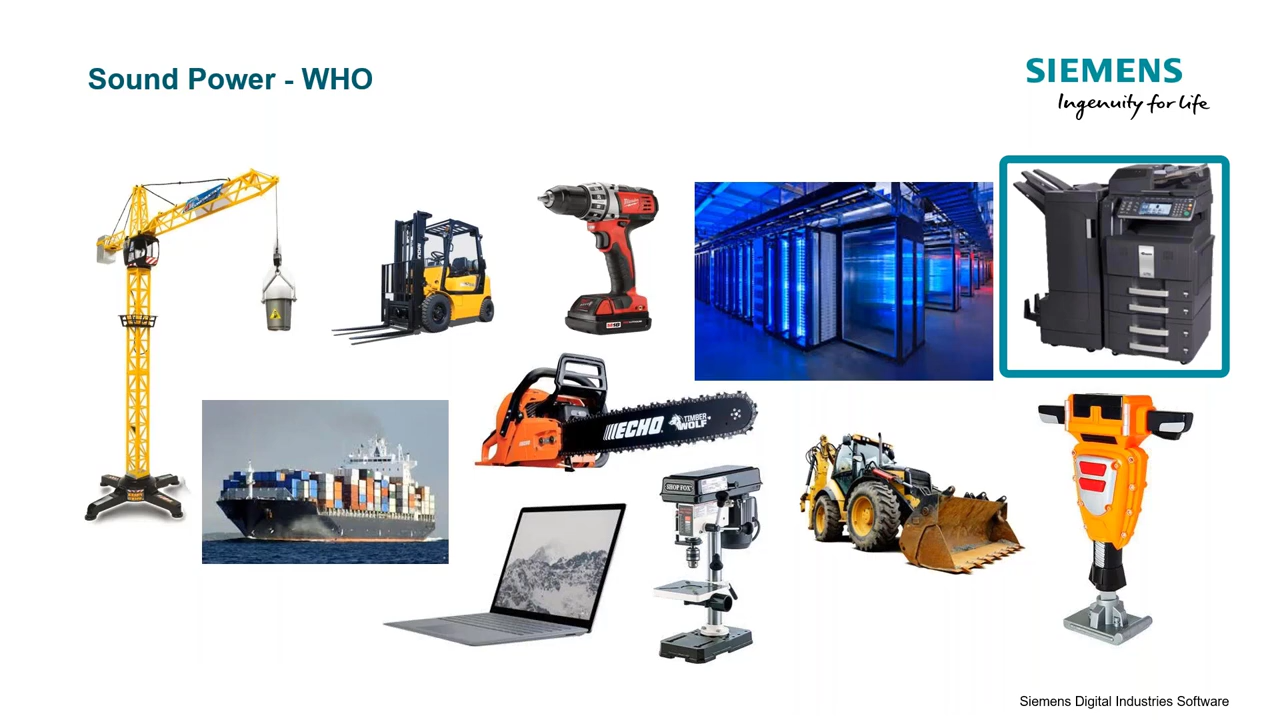 Sound Power - WHO
SIEMENS
Ingenuity for life
ECHO
TIMBER
WOLF
SHOP FOX
Siemens Digital Industries Software